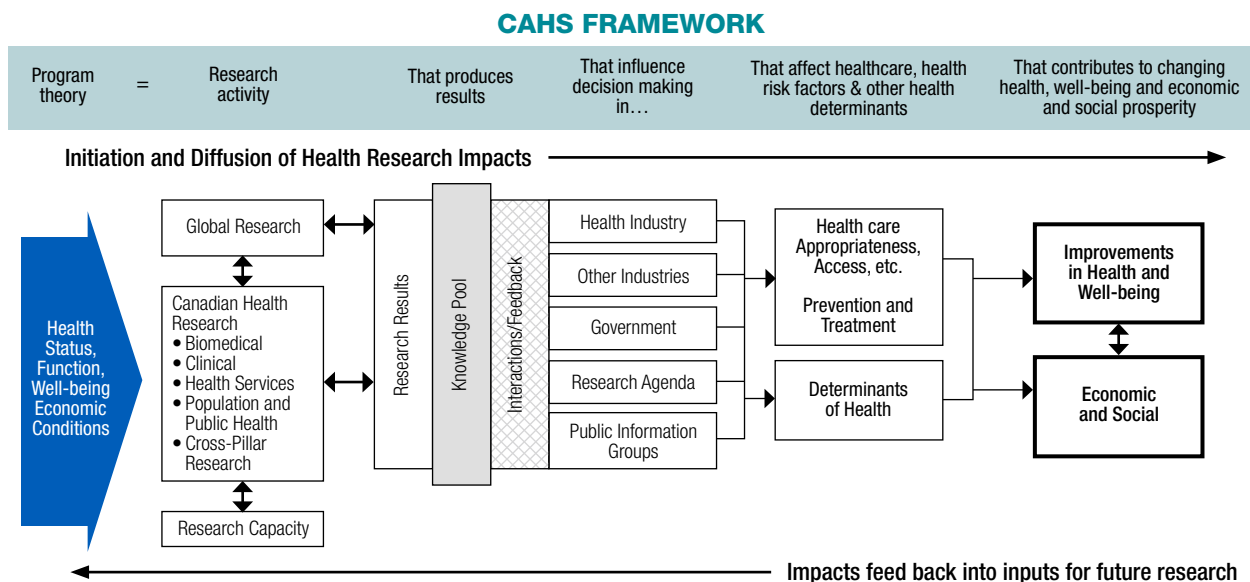 CAHS FRAMEWORK
Program
theory
=
Research
activity
That produces
results
That influence
decision making
in…
That affect healthcare, health
risk factors & other health
determinants
That contributes to changing
health, well-being and economic
and social prosperity
Initiation and Diffusion of Health Research Impacts
Health
Status,
Function,
Well-being
Economic
Conditions
Global Research
Canadian Health
Research
• Biomedical
• Clinical
• Health Services
• Population and
Public Health
• Cross-Pillar
Research
Research Capacity
Research Results
Knowledge Pool
Interactions/Feedback
Health Industry
Other Industries
Government
Research Agenda
Public Information
Groups
Health care
Appropriateness,
Access, etc.
Prevention and
Treatment
Determinants
of Health
Improvements
in Health and
Well-being
Economic
and Social
Impacts feed back into inputs for future research